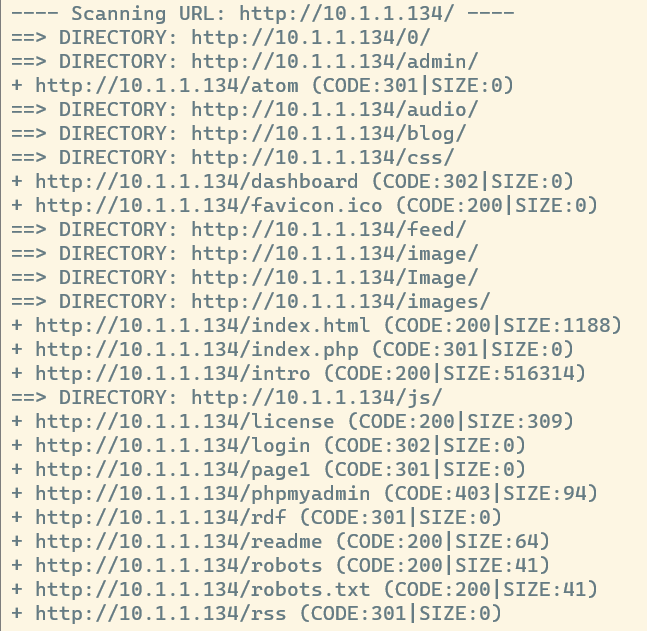 ---- Scanning URL: http://10.1.1.134/ ----
==> DIRECTORY: http://10.1.1.134/0/
==> DIRECTORY: http://10.1.1.134/admin/
+ http://10.1.1.134/atom (CODE:301|SIZE:0)
==> DIRECTORY: http://10.1.1.134/audio/
==> DIRECTORY: http://10.1.1.134/blog/
==> DIRECTORY: http://10.1.1.134/css/
+ http://10.1.1.134/dashboard (CODE:302|SIZE:0)
+ http://10.1.1.134/favicon.ico (CODE:200|SIZE:0)
==> DIRECTORY: http://10.1.1.134/feed/
==> DIRECTORY: http://10.1.1.134/image/
==> DIRECTORY: http://10.1.1.134/Image/
==> DIRECTORY: http://10.1.1.134/images/
+ http://10.1.1.134/index.html (CODE:200|SIZE:1188)
+ http://10.1.1.134/index.php (CODE:301|SIZE:0)
+ http://10.1.1.134/intro (CODE:200|SIZE:516314)
==> DIRECTORY: http://10.1.1.134/js/
+ http://10.1.1.134/license (CODE:200|SIZE:309)
+ http://10.1.1.134/login (CODE:302|SIZE:0)
+ http://10.1.1.134/page1 (CODE:301|SIZE:0)
+ http://10.1.1.134/phpmyadmin (CODE:403|SIZE:94)
+ http://10.1.1.134/rdf (CODE:301|SIZE:0)
+ http://10.1.1.134/readme (CODE:200|SIZE:64)
+ http://10.1.1.134/robots (CODE:200|SIZE:41)
+ http://10.1.1.134/robots.txt (CODE:200|SIZE:41)
+ http://10.1.1.134/rss (CODE:301|SIZE:0)